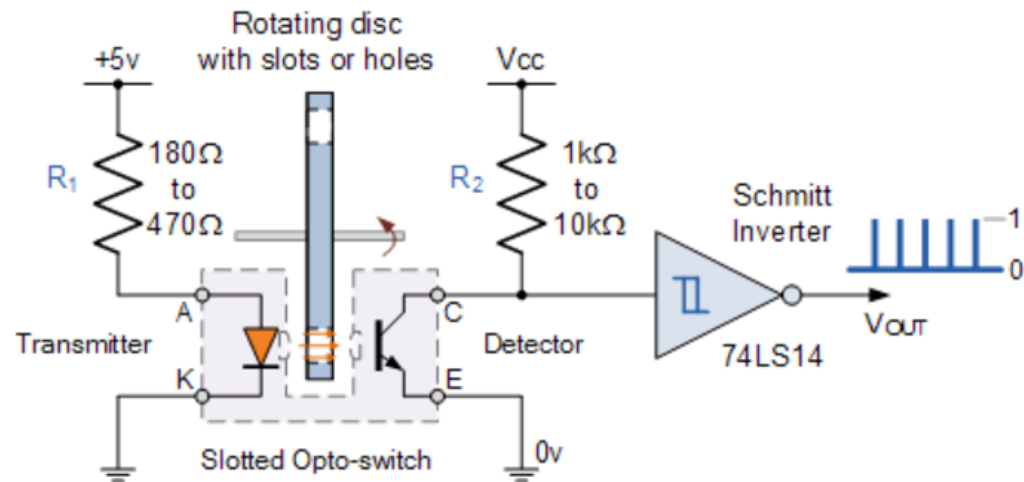 Rotating disc
with slots or holes
+5v
Vcc
R1
180Ω
to
470Ω
R2
1kΩ
to
10kΩ
Schmitt
Inverter
1
0
A
C
Transmitter
Detector
VOUT
74LS14
K
E
Slotted Opto-switch
0v